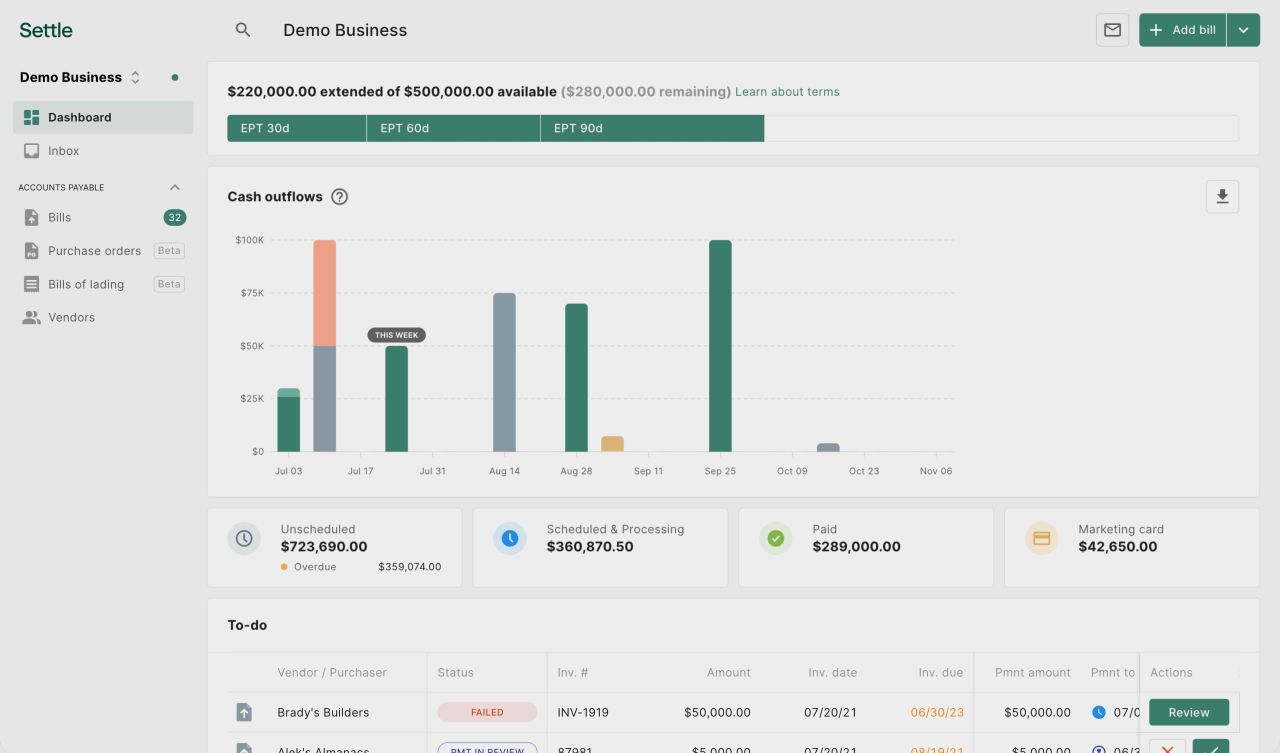 Settle
Demo Business
Add bill
Demo Business
Dashboard
Inbox
ACCOUNTS PAYABLE
Bills 32
Purchase orders Beta
Bills of lading Beta
Vendors
$220,000.00 extended of $500,000.00 available ($280,000.00 remaining) Learn about terms
EPT 30d EPT 60d EPT 90d
Cash outflows ?
$100K
$75K
THIS WEEK
$50K
$25K
$0
Jul 03 Jul 17 Jul 31 Aug 14 Aug 28 Sep 11 Sep 25 Oct 09 Oct 23 Nov 06
Unscheduled
$723,690.00
Overdue $359,074.00
Scheduled & Processing
$360,870.50
Paid
$289,000.00
Marketing card
$42,650.00
To-do
Vendor / Purchaser Status Inv. # Amount Inv. date Inv. due Pmnt amount Pmnt to Actions
Brady's Builders FAILED INV-1919 $50,000.00 07/20/21 06/30/23 $50,000.00 07/0 Review
Alek's Almanacs PMT IN REVIEW 87981 $5,000.00 06/20/21 08/19/21 $5,000.00 06/3